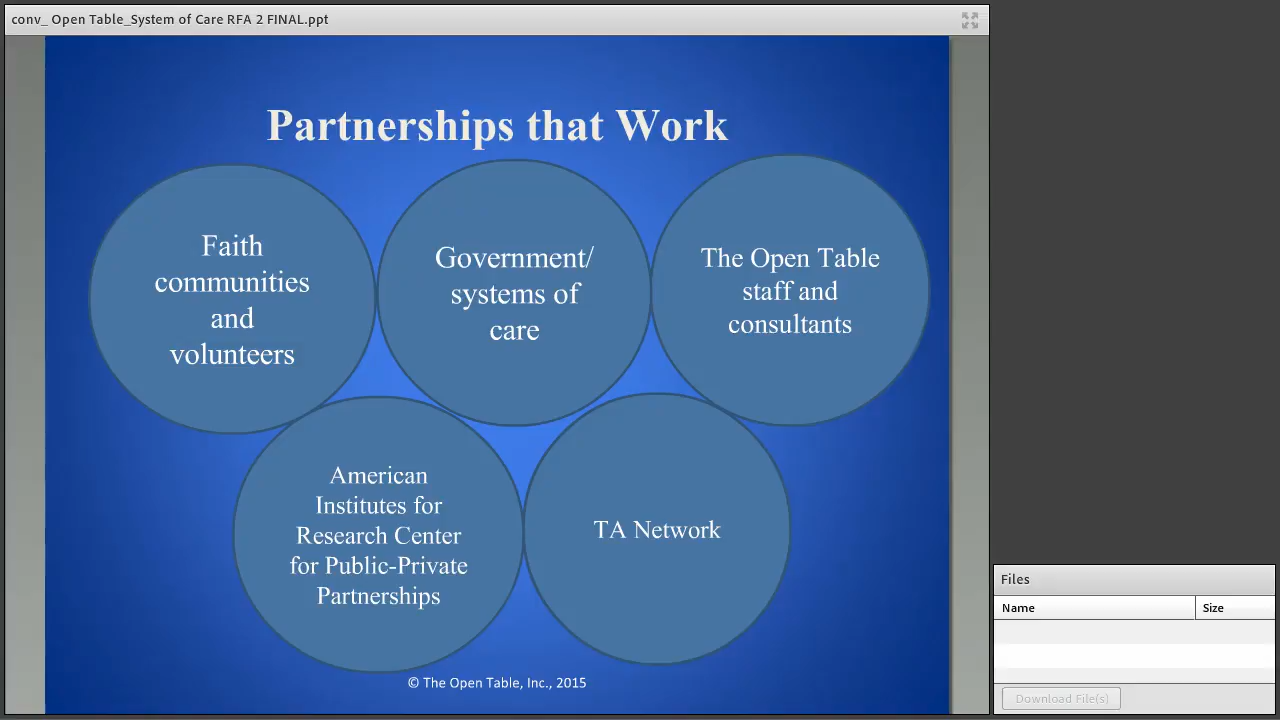 conv_ Open Table_System of Care RFA 2 FINAL.ppt
Partnerships that Work
Faith
communities
and
volunteers
Government/
systems of
care
The Open Table
staff and
consultants
American
Institutes for
Research Center
for Public-Private
Partnerships
TA Network
© The Open Table, Inc., 2015
Files
Name Size
Download File(s)